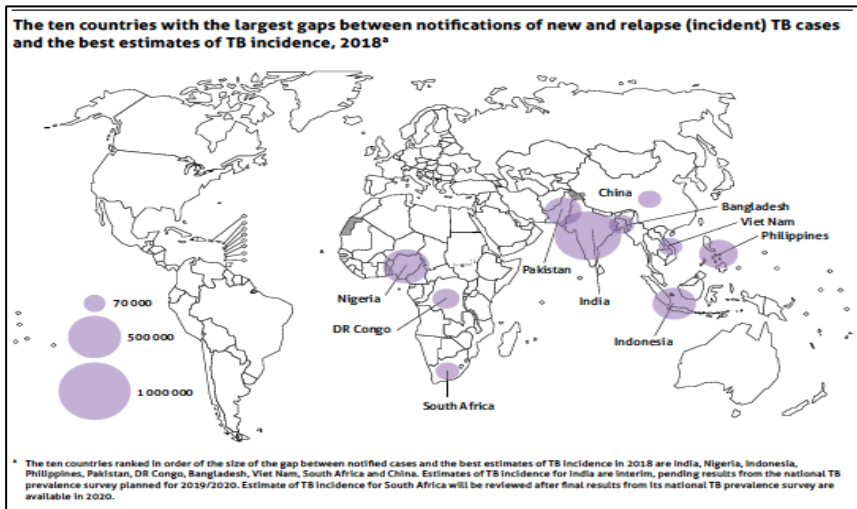 The ten countries with the largest gaps between notifications of new and relapse (incident) TB cases
and the best estimates of TB incidence, 2018ª
China
Bangladesh
Viet Nam
Philippines
Pakistan
India
Nigeria
DR Congo
Indonesia
South Africa
70 000
500 000
1 000 000
ª The ten countries ranked in order of the size of the gap between notified cases and the best estimates of TB incidence in 2018 are India, Nigeria, Indonesia,
Philippines, Pakistan, DR Congo, Bangladesh, Viet Nam, South Africa and China. Estimates of TB incidence for India are interim, pending results from the national TB
prevalence survey planned for 2019/2020. Estimate of TB incidence for South Africa will be reviewed after final results from its national TB prevalence survey are
available in 2020.